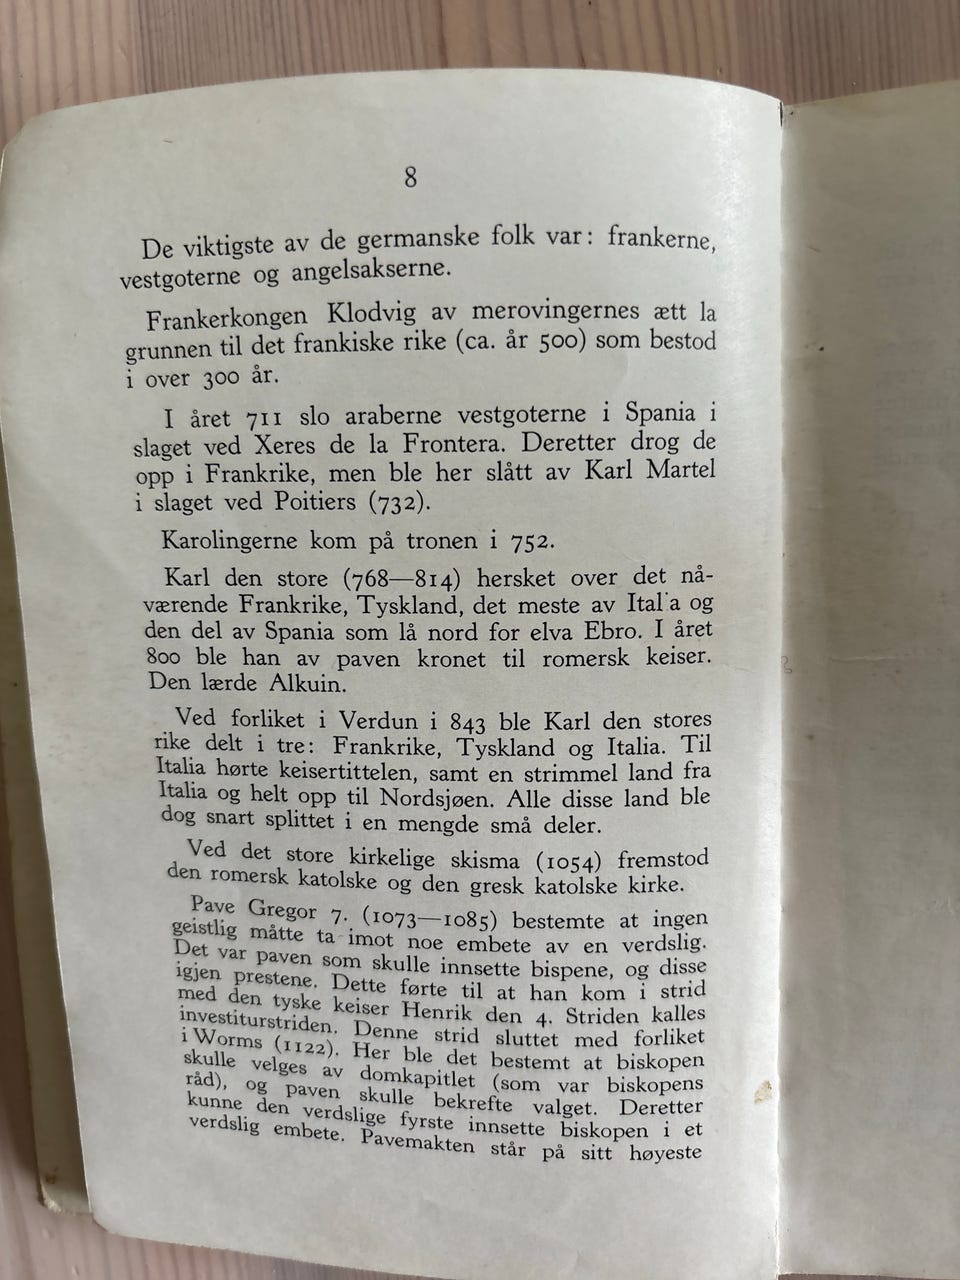 8
De viktigste av de germanske folk var: frankerne,
vestgoterne og angelsakserne.
Frankerkongen Klodvig av merovingernes ætt la
grunnen til det frankiske rike (ca. år 500) som bestod
i over 300 år.
I året 711 slo araberne vestgoterne i Spania i
slaget ved Xeres de la Frontera. Deretter drog de
opp i Frankrike, men ble her slått av Karl Martel
i slaget ved Poitiers (732).
Karolingerne kom på tronen i 752.
Karl den store (768—814) hersket over det nå-
værende Frankrike, Tyskland, det meste av Ital'a og
den del av Spania som lå nord for elva Ebro. I året
800 ble han av paven kronet til romersk keiser.
Den lærde Alkuin.
Ved forliket i Verdun i 843 ble Karl den stores
rike delt i tre: Frankrike, Tyskland og Italia. Til
Italia hørte keisertittelen, samt en strimmel land fra
Italia og helt opp til Nordsjøen. Alle disse land ble
dog snart splittet i en mengde små deler.
Ved det store kirkelige skisma (1054) fremstod
den romersk katolske og den gresk katolske kirke.
Pave Gregor 7. (1073—1085) bestemte at ingen
geistlig måtte ta imot noe embete av en verdslig.
Det var paven som skulle innsette bispene, og disse
igjen prestene. Dette førte til at han kom i strid
med den tyske keiser Henrik den 4. Striden kalles
investiturstriden. Denne strid sluttet med forliket
i Worms (1122). Her ble det bestemt at biskopen
skulle velges av domkapitlet (som var biskopens
råd), og paven skulle bekrefte valget. Deretter
kunne den verdslige fyrste innsette biskopen i et
verdslig embete. Pavemakten står på sitt høyeste